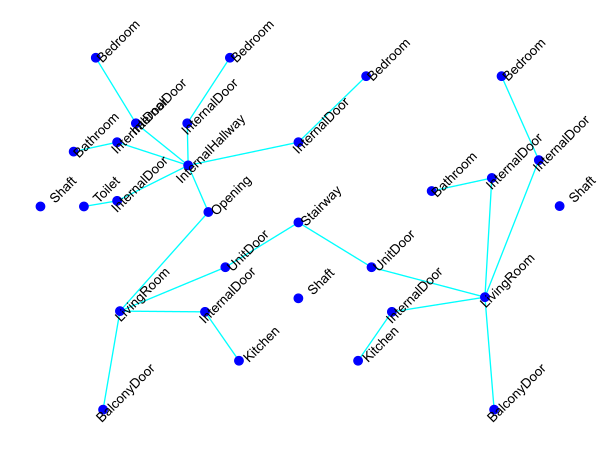 Bedroom
Bedroom
Bedroom
Bedroom
InternalDoor
InternalDoor
InternalDoor
InternalDoor
InternalHallway
Bathroom
InternalDoor
InternalDoor
Bathroom
Shaft
Toilet
InternalDoor
Opening
Stairway
Shaft
UnitDoor
UnitDoor
LivingRoom
InternalDoor
Shaft
InternalDoor
LivingRoom
Kitchen
Kitchen
BalconyDoor
BalconyDoor